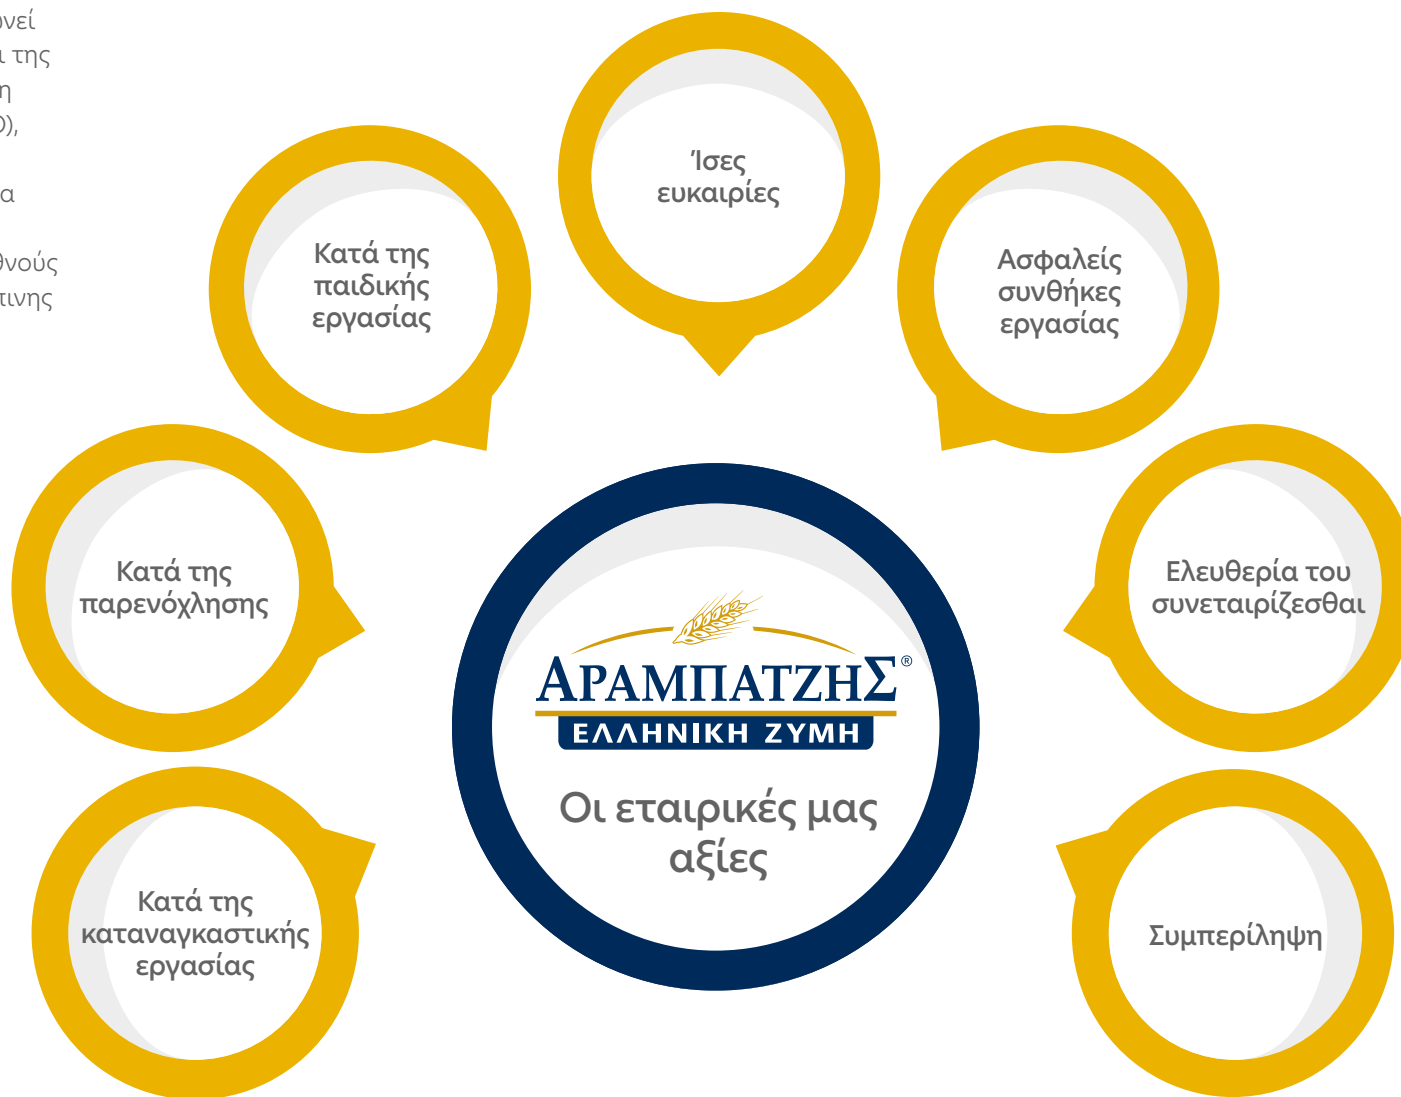 της
η
α
Ίσες
ευκαιρίες
Κατά της
παιδικής
εργασίας
Ασφαλείς
συνθήκες
εργασίας
Κατά της
παρενόχλησης
Ελευθερία του
συνεταιρίζεσθαι
ΑΡΑΜΠΑΤΖΗΣ®
ΕΛΛΗΝΙΚΗ ΖΥΜΗ
Οι εταιρικές μας
αξίες
Κατά της
καταναγκαστικής
εργασίας
Συμπερίληψη